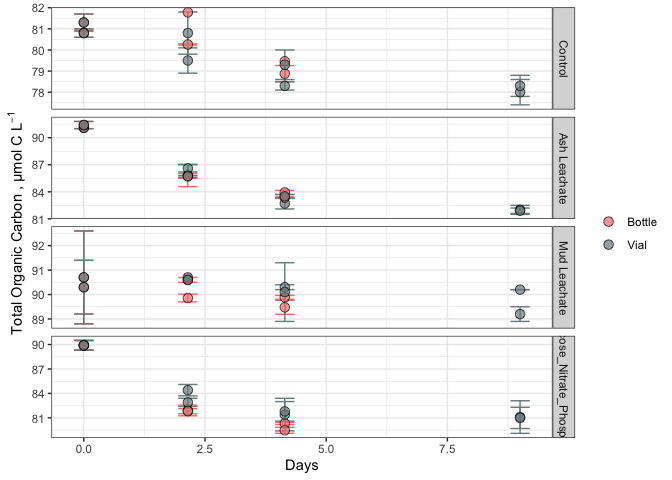 Total Organic Carbon , μmol C L⁻¹
82
81
80
79
78
Control
90
87
84
81
Ash Leachate
92
91
90
89
Mud Leachate
90
87
84
81
ose_Nitrate_Phosp
0.0 2.5 5.0 7.5
Days
Bottle
Vial